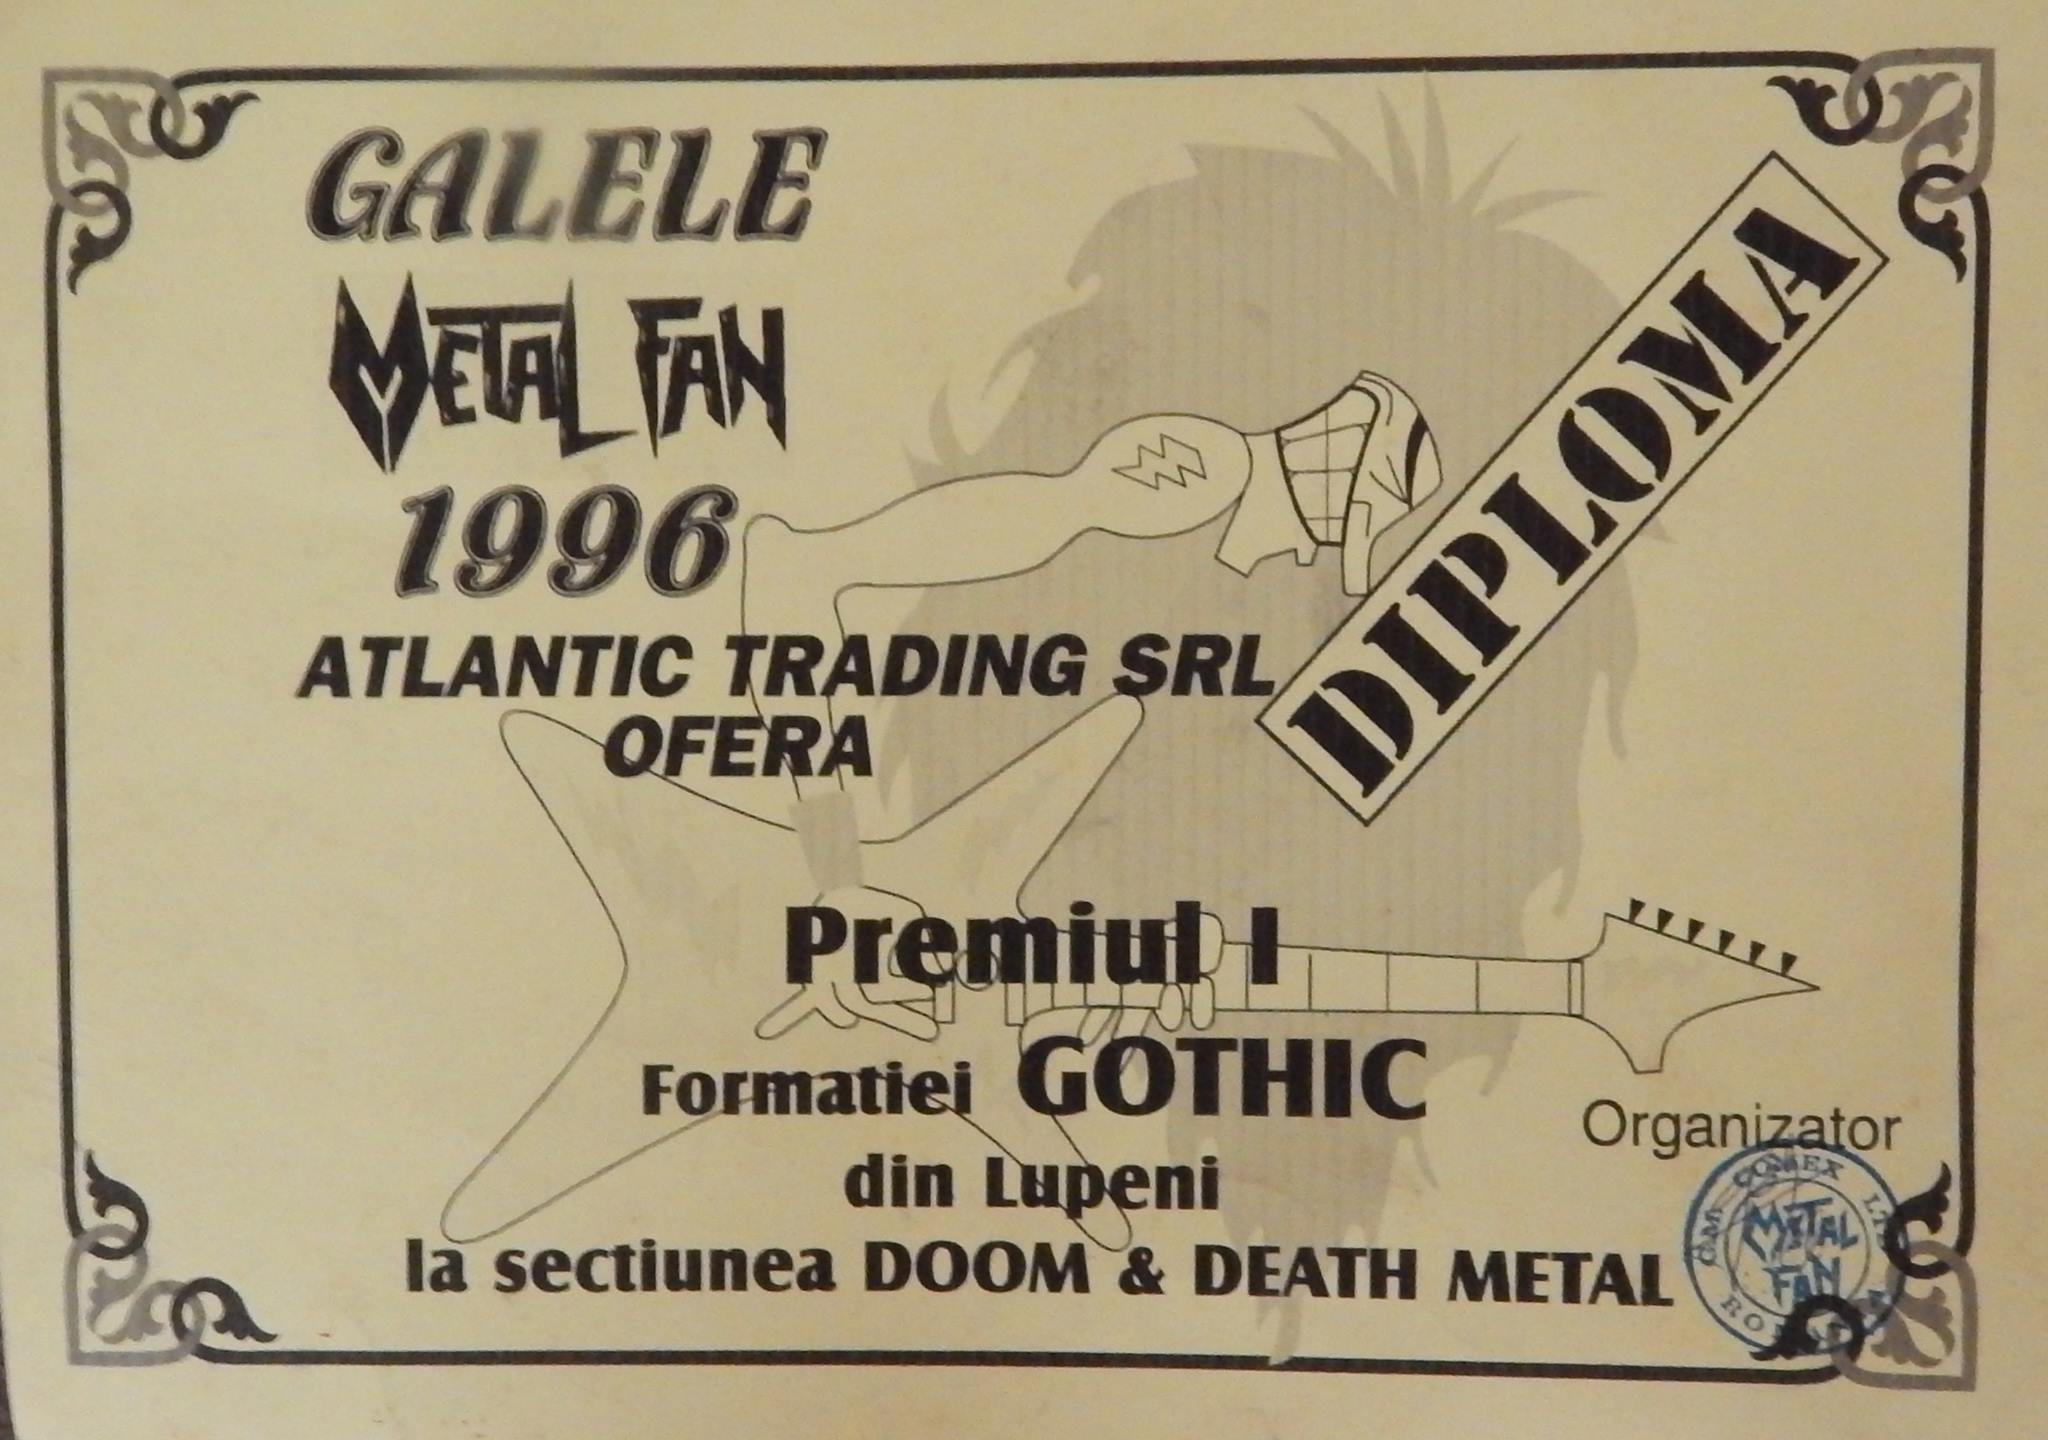 GALELE
METAL FAN
1996
DIPLOMA
ATLANTIC TRADING SRL
OFERA
Premiul I
Formatiei GOTHIC
din Lupeni
la sectiunea DOOM & DEATH METAL
Organizator
COMEX
METAL
FAN